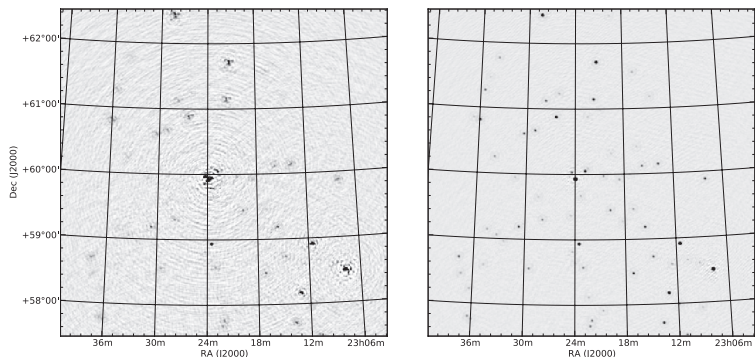 +62°00'
+61°00'
+60°00'
+59°00'
+58°00'
Dec (J2000)
36m 30m 24m 18m 12m 23h06m
RA (J2000)
36m 30m 24m 18m 12m 23h06m
RA (J2000)